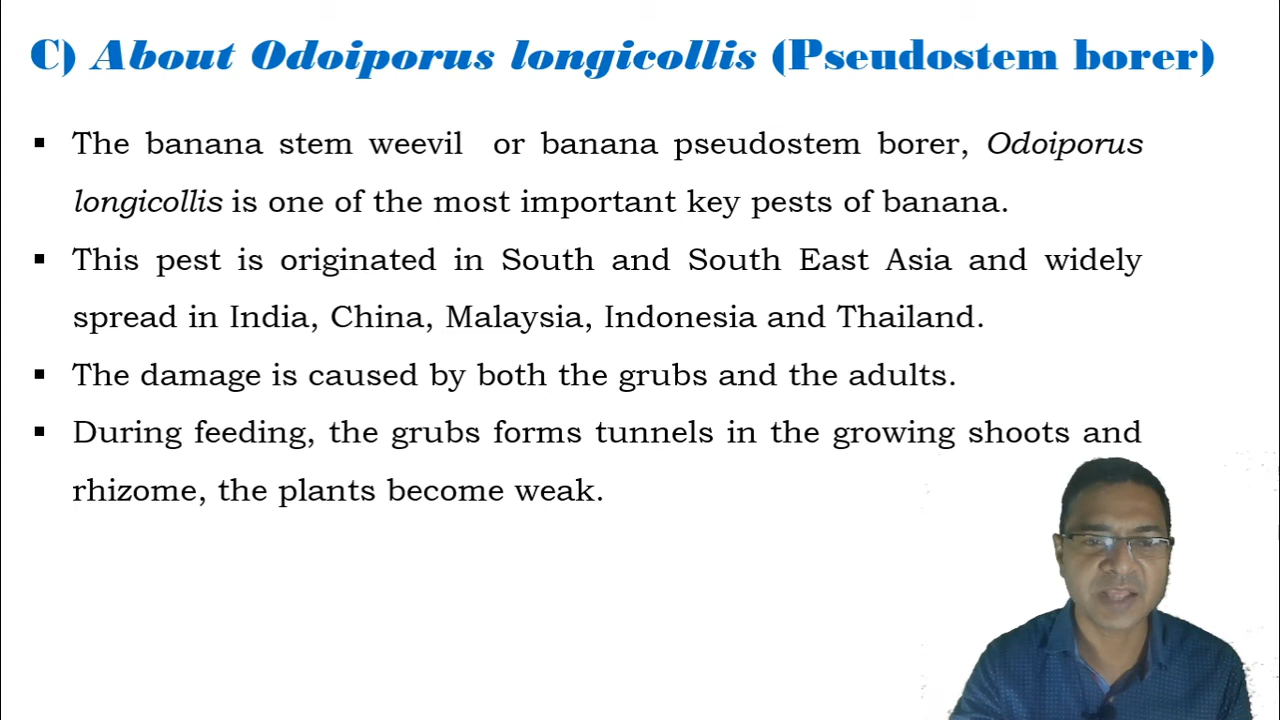 C) About Odoiporus longicollis (Pseudostem borer)
▪ The banana stem weevil or banana pseudostem borer, Odoiporus
longicollis is one of the most important key pests of banana.
▪ This pest is originated in South and South East Asia and widely
spread in India, China, Malaysia, Indonesia and Thailand.
▪ The damage is caused by both the grubs and the adults.
▪ During feeding, the grubs forms tunnels in the growing shoots and
rhizome, the plants become weak.